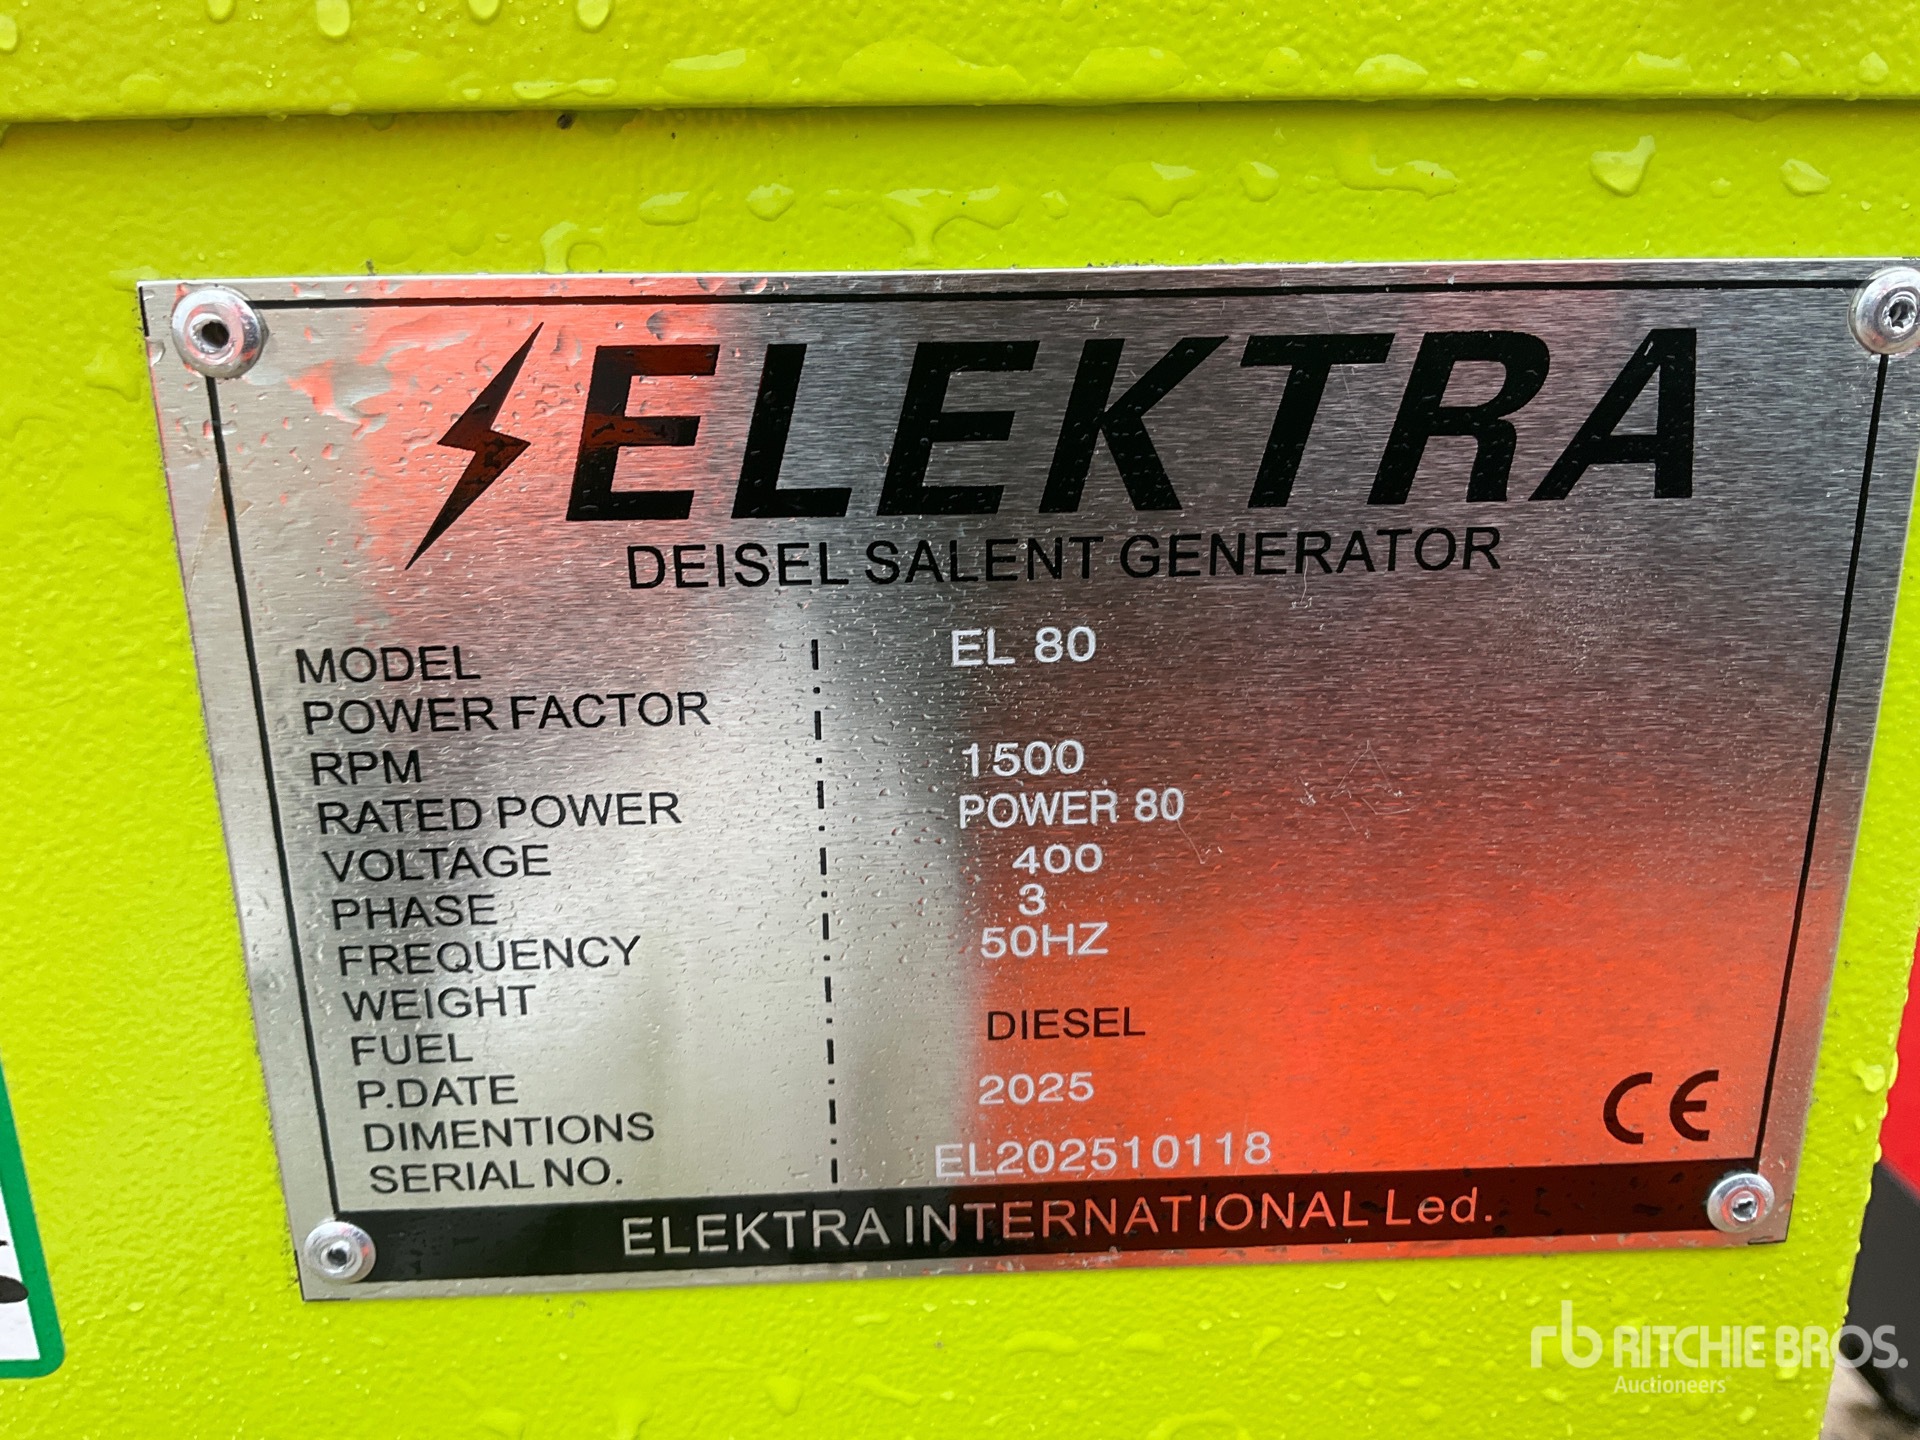 ELEKTRA
DEISEL SALENT GENERATOR
MODEL EL 80
POWER FACTOR
RPM 1500
RATED POWER POWER 80
VOLTAGE 400
PHASE 3
FREQUENCY 50HZ
WEIGHT
FUEL DIESEL
P.DATE 2025
DIMENTIONS
SERIAL NO. EL202510118
CE
ELEKTRA INTERNATIONAL Led.
rb RITCHIE BROS.
Auctioneers